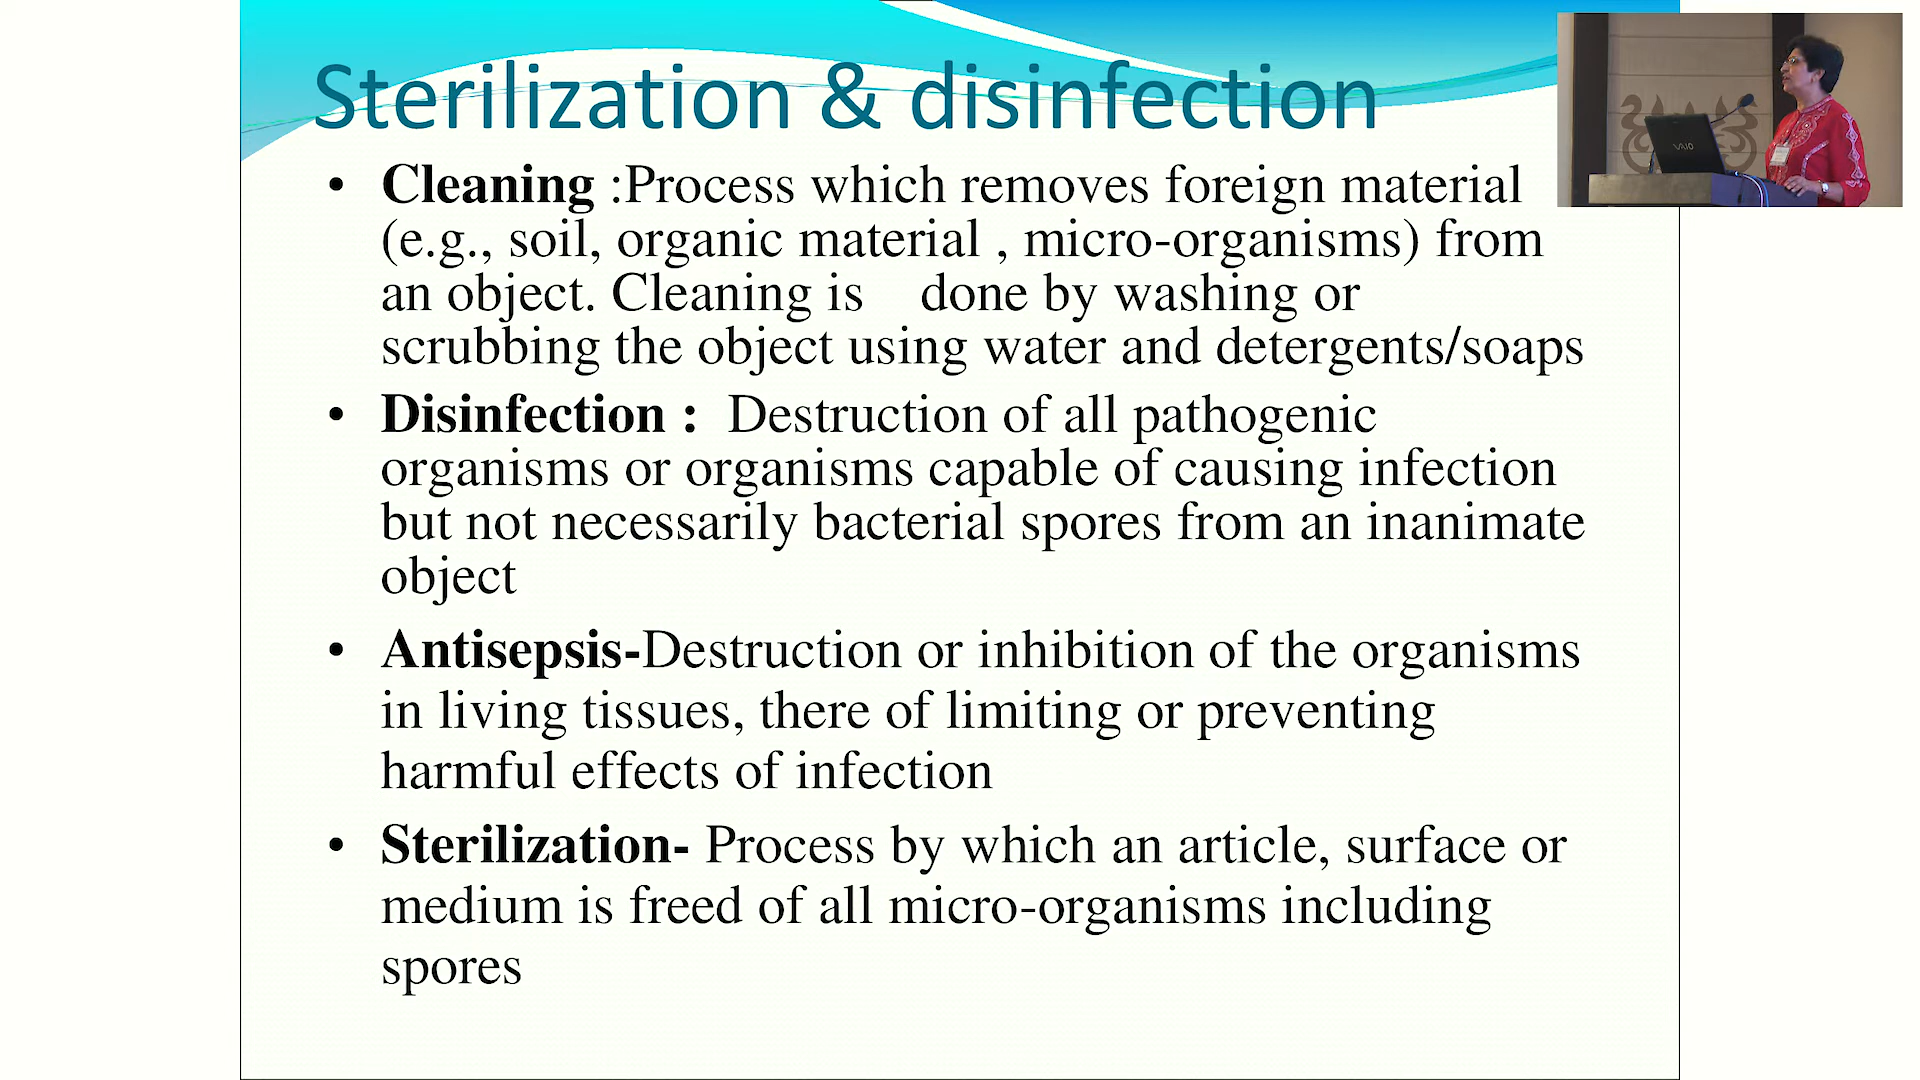 Sterilization & disinfection
• Cleaning :Process which removes foreign material
(e.g., soil, organic material , micro-organisms) from
an object. Cleaning is done by washing or
scrubbing the object using water and detergents/soaps
• Disinfection : Destruction of all pathogenic
organisms or organisms capable of causing infection
but not necessarily bacterial spores from an inanimate
object
• Antisepsis-Destruction or inhibition of the organisms
in living tissues, there of limiting or preventing
harmful effects of infection
• Sterilization- Process by which an article, surface or
medium is freed of all micro-organisms including
spores
VAIO